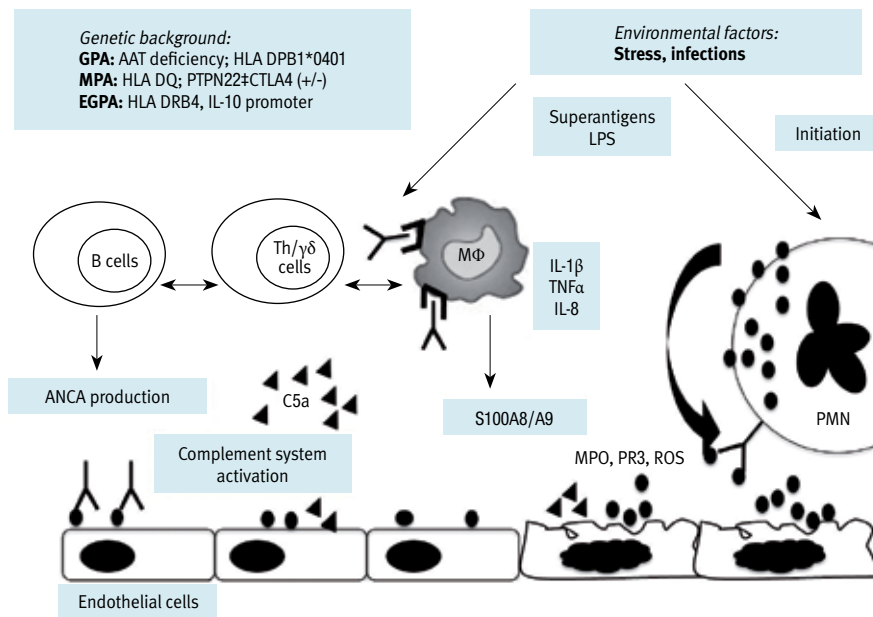 Genetic background:
GPA: AAT deficiency; HLA DPB1*0401
MPA: HLA DQ; PTPN22‡CTLA4 (+/-)
EGPA: HLA DRB4, IL-10 promoter
Environmental factors:
Stress, infections
Superantigens
LPS
Initiation
B cells
Th/γδ
cells
MΦ
IL-1β
TNFα
IL-8
ANCA production
C5a
S100A8/A9
PMN
Complement system
activation
MPO, PR3, ROS
Endothelial cells